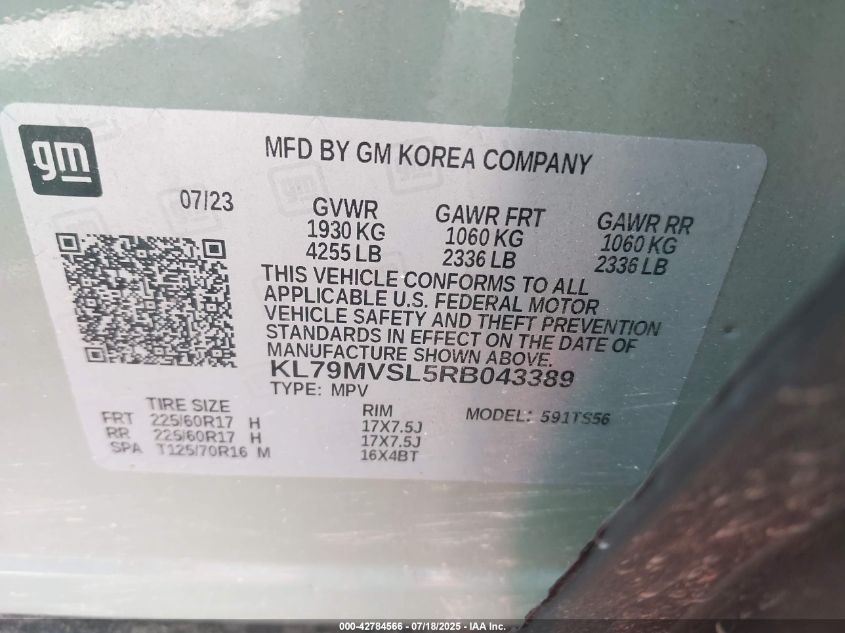 gm
MFD BY GM KOREA COMPANY
07/23
GVWR
1930 KG
4255 LB
GAWR FRT
1060 KG
2336 LB
GAWR RR
1060 KG
2336 LB
THIS VEHICLE CONFORMS TO ALL
APPLICABLE U.S. FEDERAL MOTOR
VEHICLE SAFETY AND THEFT PREVENTION
STANDARDS IN EFFECT ON THE DATE OF
MANUFACTURE SHOWN ABOVE.
KL79MVSL5RB043389
TYPE: MPV
MODEL: 591TS56
TIRE SIZE
FRT 225/60R17 H
RR 225/60R17 H
SPA T125/70R16 M
RIM
17X7.5J
17X7.5J
16X4BT
000-42784566 - 07/18/2025 - IAA Inc.